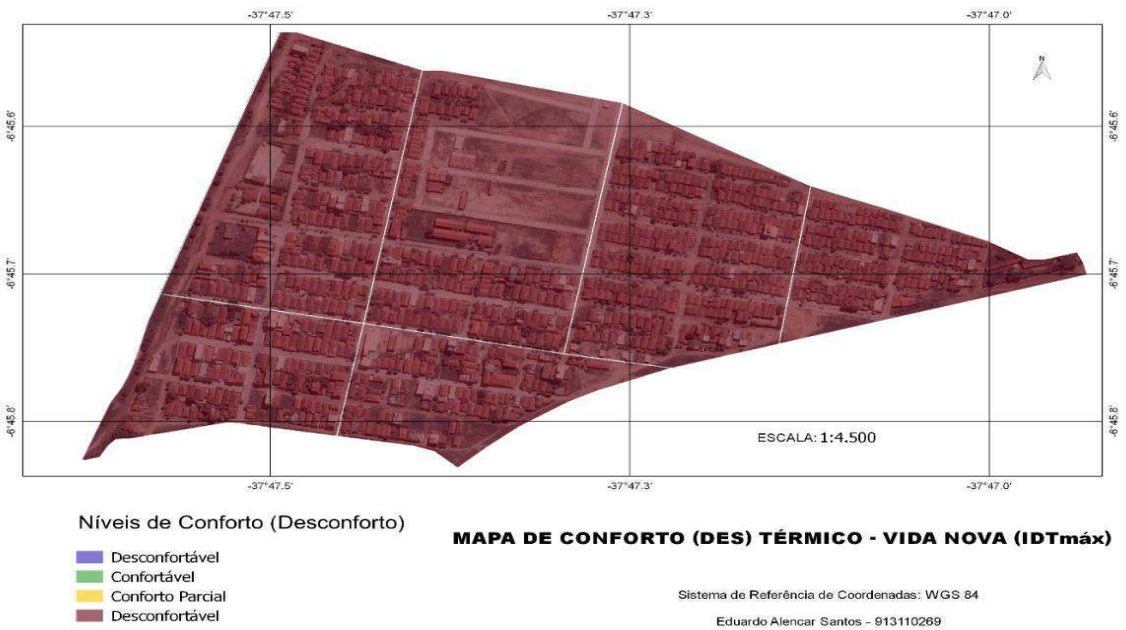 -37°47.5' -37°47.3' -37°47.0'
N
-6°45.6' -6°45.6'
-6°45.7' -6°45.7'
-6°45.8' -6°45.8'
ESCALA: 1:4.500
-37°47.5' -37°47.3' -37°47.0'
Níveis de Conforto (Desconforto)
Desconfortável
Confortável
Conforto Parcial
Desconfortável
MAPA DE CONFORTO (DES) TÉRMICO - VIDA NOVA (IDTmáx)
Sistema de Referência de Coordenadas: WGS 84
Eduardo Alencar Santos - 913110269